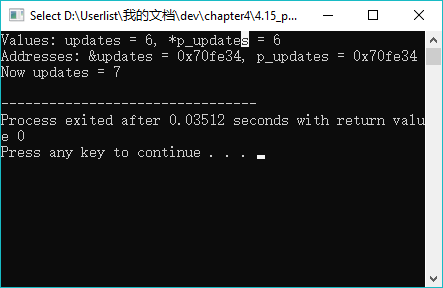 Select D:\Userlist\我的文档\dev\chapter4\4.15_p...
Values: updates = 6, *p_updates = 6
Addresses: &updates = 0x70fe34, p_updates = 0x70fe34
Now updates = 7
--------------------------------
Process exited after 0.03512 seconds with return valu
e 0
Press any key to continue . . .